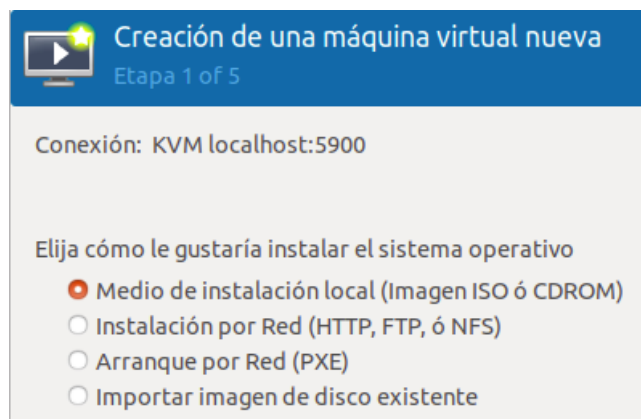 Creación de una máquina virtual nueva
Etapa 1 of 5
Conexión: KVM localhost:5900
Elija cómo le gustaría instalar el sistema operativo
Medio de instalación local (Imagen ISO ó CDROM)
Instalación por Red (HTTP, FTP, ó NFS)
Arranque por Red (PXE)
Importar imagen de disco existente